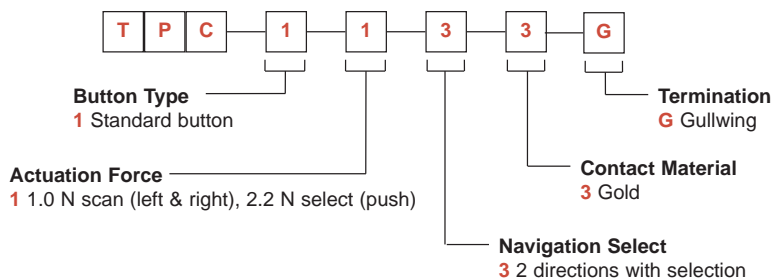 T P C 1 1 3 3 G
Button Type
1 Standard button
Termination
G Gullwing
Actuation Force
1 1.0 N scan (left & right), 2.2 N select (push)
Contact Material
3 Gold
Navigation Select
3 2 directions with selection